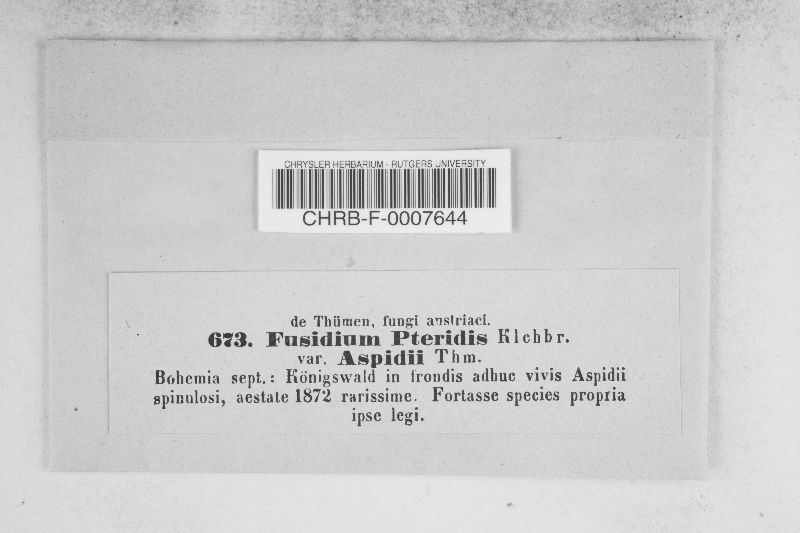 CHRYSLER HERBARIUM - RUTGERS UNIVERSITY
CHRB-F-0007644
de Thümen, fungi austriaci.
673. Fusidium Pteridis Klchbr.
var. Aspidii Thm.
Bohemia sept.: Königswald in frondis adhuc vivis Aspidii
spinulosi, aestate 1872 rarissime. Fortasse species propria
ipse legi.